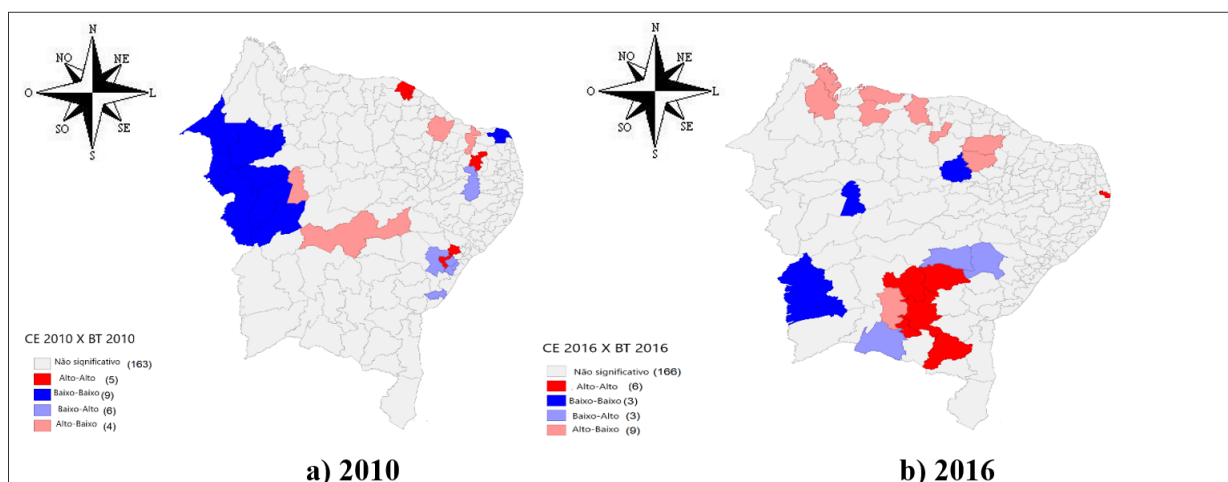 N
NO
NE
O
L
SO
SE
S
CE 2010 X BT 2010
Não significativo (163)
Alto-Alto (5)
Baixo-Baixo (9)
Baixo-Alto (6)
Alto-Baixo (4)
a) 2010
N
NO
NE
O
L
SO
SE
S
CE 2016 X BT 2016
Não significativo (166)
Alto-Alto (6)
Baixo-Baixo (3)
Baixo-Alto (3)
Alto-Baixo (9)
b) 2016